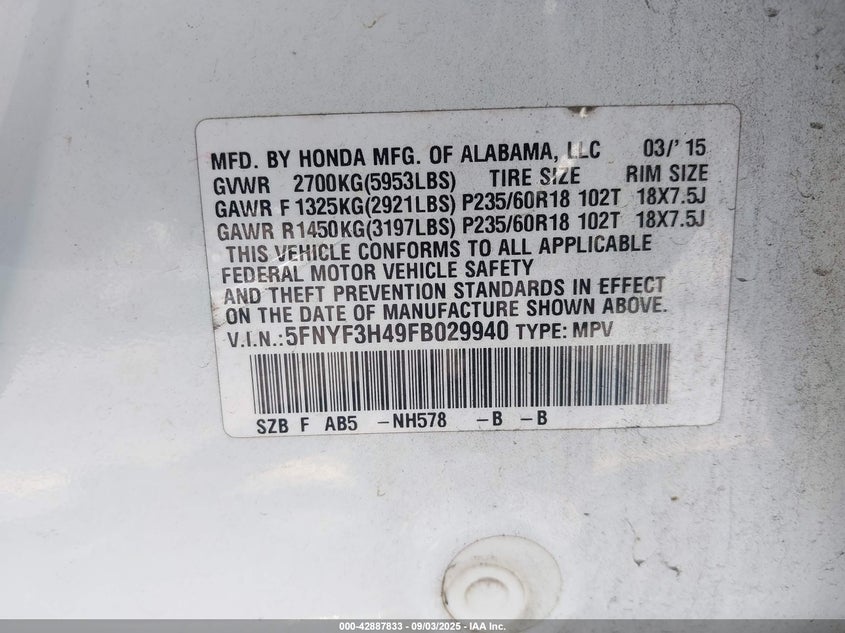 MFD. BY HONDA MFG. OF ALABAMA, LLC 03/' 15
GVWR 2700KG(5953LBS) TIRE SIZE RIM SIZE
GAWR F 1325KG(2921LBS) P235/60R18 102T 18X7.5J
GAWR R1450KG(3197LBS) P235/60R18 102T 18X7.5J
THIS VEHICLE CONFORMS TO ALL APPLICABLE
FEDERAL MOTOR VEHICLE SAFETY
AND THEFT PREVENTION STANDARDS IN EFFECT
ON THE DATE OF MANUFACTURE SHOWN ABOVE.
V.I.N.:5FNYF3H49FB029940 TYPE: MPV
SZB F AB5 -NH578 -B -B
000-42887833 - 09/03/2025 - IAA Inc.